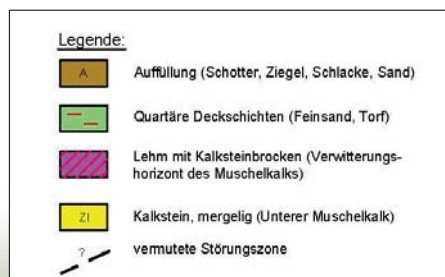 Legende:
A
Auffüllung (Schotter, Ziegel, Schlacke, Sand)
Quartäre Deckschichten (Feinsand, Torf)
Lehm mit Kalksteinbrocken (Verwitterungs-
horizont des Muschelkalks)
ZI
Kalkstein, mergelig (Unterer Muschelkalk)
?
vermutete Störungszone